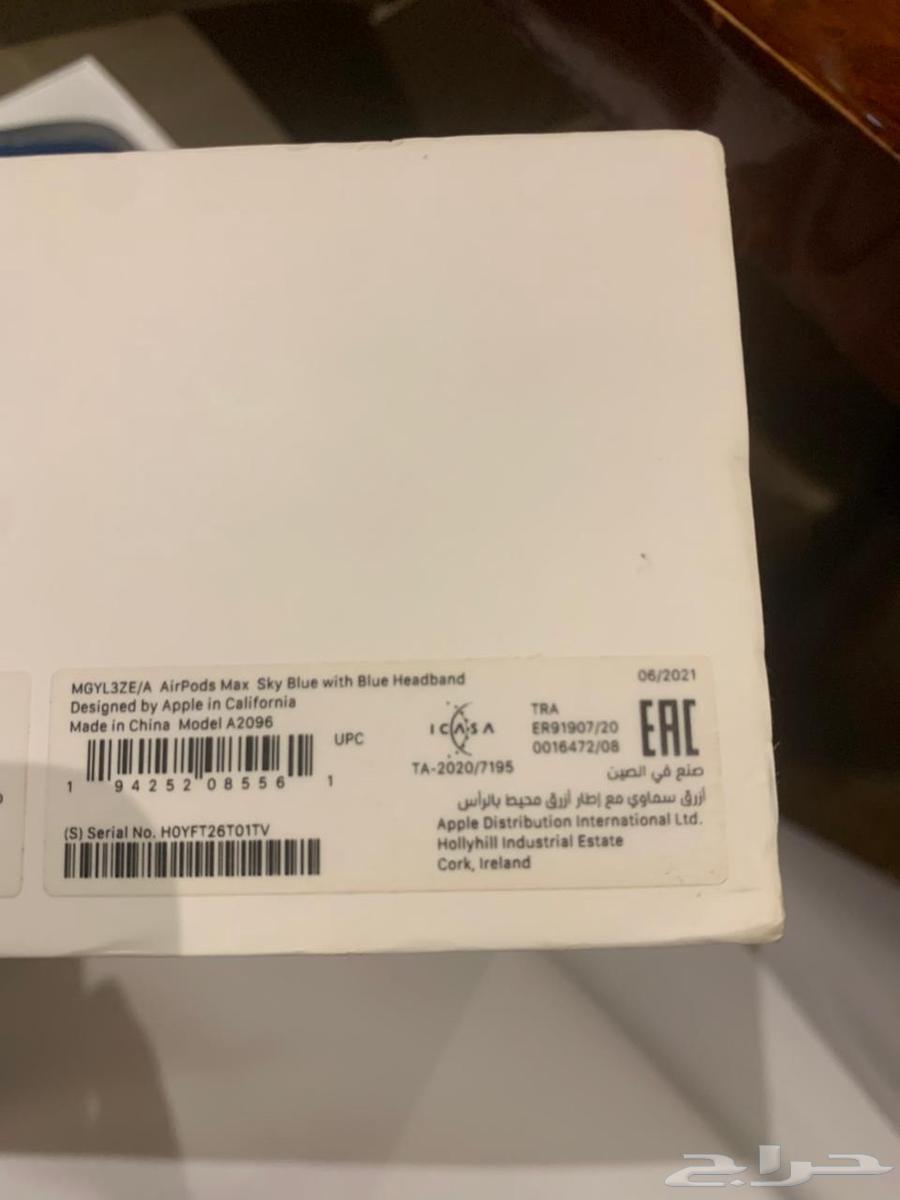 MGYL3ZE/A AirPods Max Sky Blue with Blue Headband
Designed by Apple in California
Made in China Model A2096
UPC
1 94252 08556 1
(S) Serial No. H0YFT26T01TV
06/2021
ICASA
TA-2020/7195
TRA
ER91907/20
0016472/08
EAC
صنع في الصين
أزرق سماوي مع إطار أزرق محيط بالرأس
Apple Distribution International Ltd.
Hollyhill Industrial Estate
Cork, Ireland
حراج